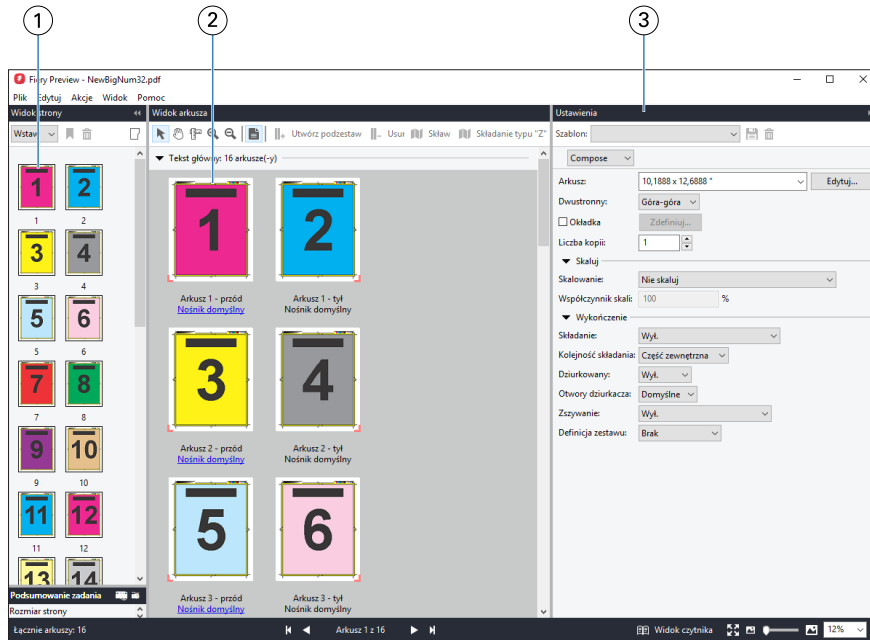 1 2 3
Fiery Preview - NewBigNum32.pdf
Plik Edytuj Akcje Widok Pomoc
Widok strony
Widok arkusza
Ustawienia
Wstaw
Utwórz podzestaw Usuń Skław Składanie typu "Z"
Szablon:
1 2
1 2
3 4
3 4
5 6
5 6
7 8
7 8
9 10
9 10
11 12
11 12
13 14
Podsumowanie zadania
Rozmiar strony
Tekst główny: 16 arkusze(-y)
1 2
Arkusz 1 - przód Arkusz 1 - tył
Nośnik domyślny Nośnik domyślny
3 4
Arkusz 2 - przód Arkusz 2 - tył
Nośnik domyślny Nośnik domyślny
5 6
Arkusz 3 - przód Arkusz 3 - tył
Nośnik domyślny Nośnik domyślny
Compose
Arkusz: 10,1888 x 12,6888 " Edytuj...
Dwustronny: Góra-góra
Okładka Zdefiniuj...
Liczba kopii: 1
Skaluj
Skalowanie: Nie skaluj
Współczynnik skali: 100 %
Wykończenie
Składanie: Wył.
Kolejność składania: Część zewnętrzna
Dziurkowany: Wył.
Otwory dziurkacza: Domyślne
Zszywanie: Wył.
Definicja zestawu: Brak
Łącznie arkuszy: 16
Arkusz 1 z 16
Widok czytnika
12%